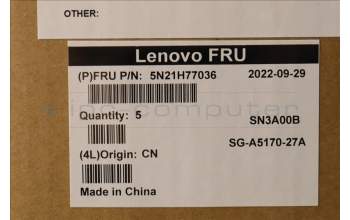 OTHER:
Lenovo FRU
(P)FRU P/N: 5N21H77036 2022-09-29
Quantity: 5 SN3A00B
SG-A5170-27A
(4L)Origin: CN
Made in China